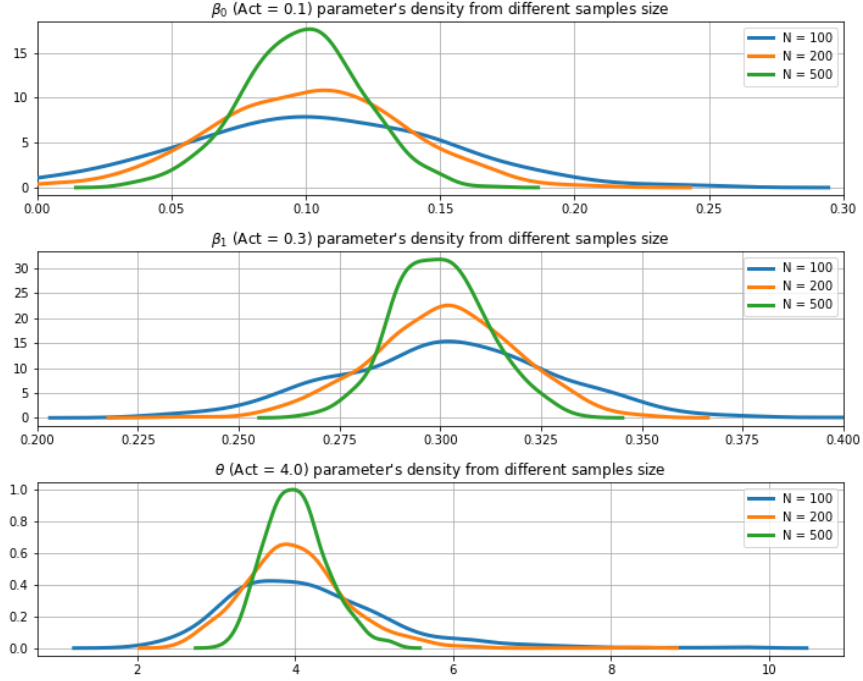 β₀ (Act = 0.1) parameter's density from different samples size
15
10
5
0
0.00 0.05 0.10 0.15 0.20 0.25 0.30
N = 100
N = 200
N = 500
β₁ (Act = 0.3) parameter's density from different samples size
30
25
20
15
10
5
0
0.200 0.225 0.250 0.275 0.300 0.325 0.350 0.375 0.400
N = 100
N = 200
N = 500
θ (Act = 4.0) parameter's density from different samples size
1.0
0.8
0.6
0.4
0.2
0.0
2 4 6 8 10
N = 100
N = 200
N = 500